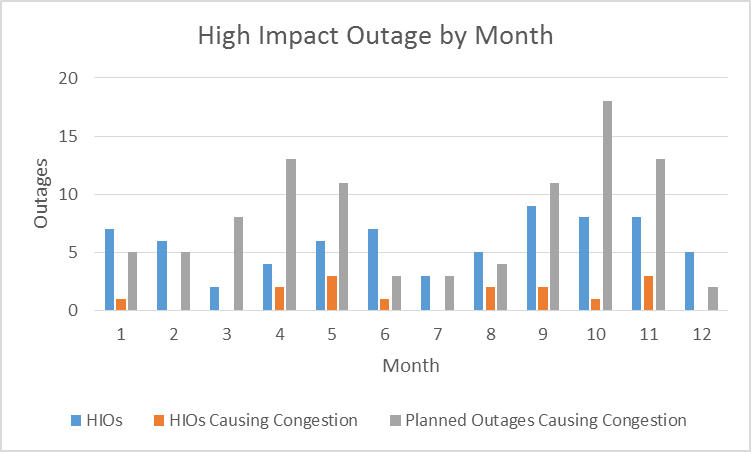 High Impact Outage by Month
20
15
10
5
0
Outages
1 2 3 4 5 6 7 8 9 10 11 12
Month
HIOs HIOs Causing Congestion Planned Outages Causing Congestion